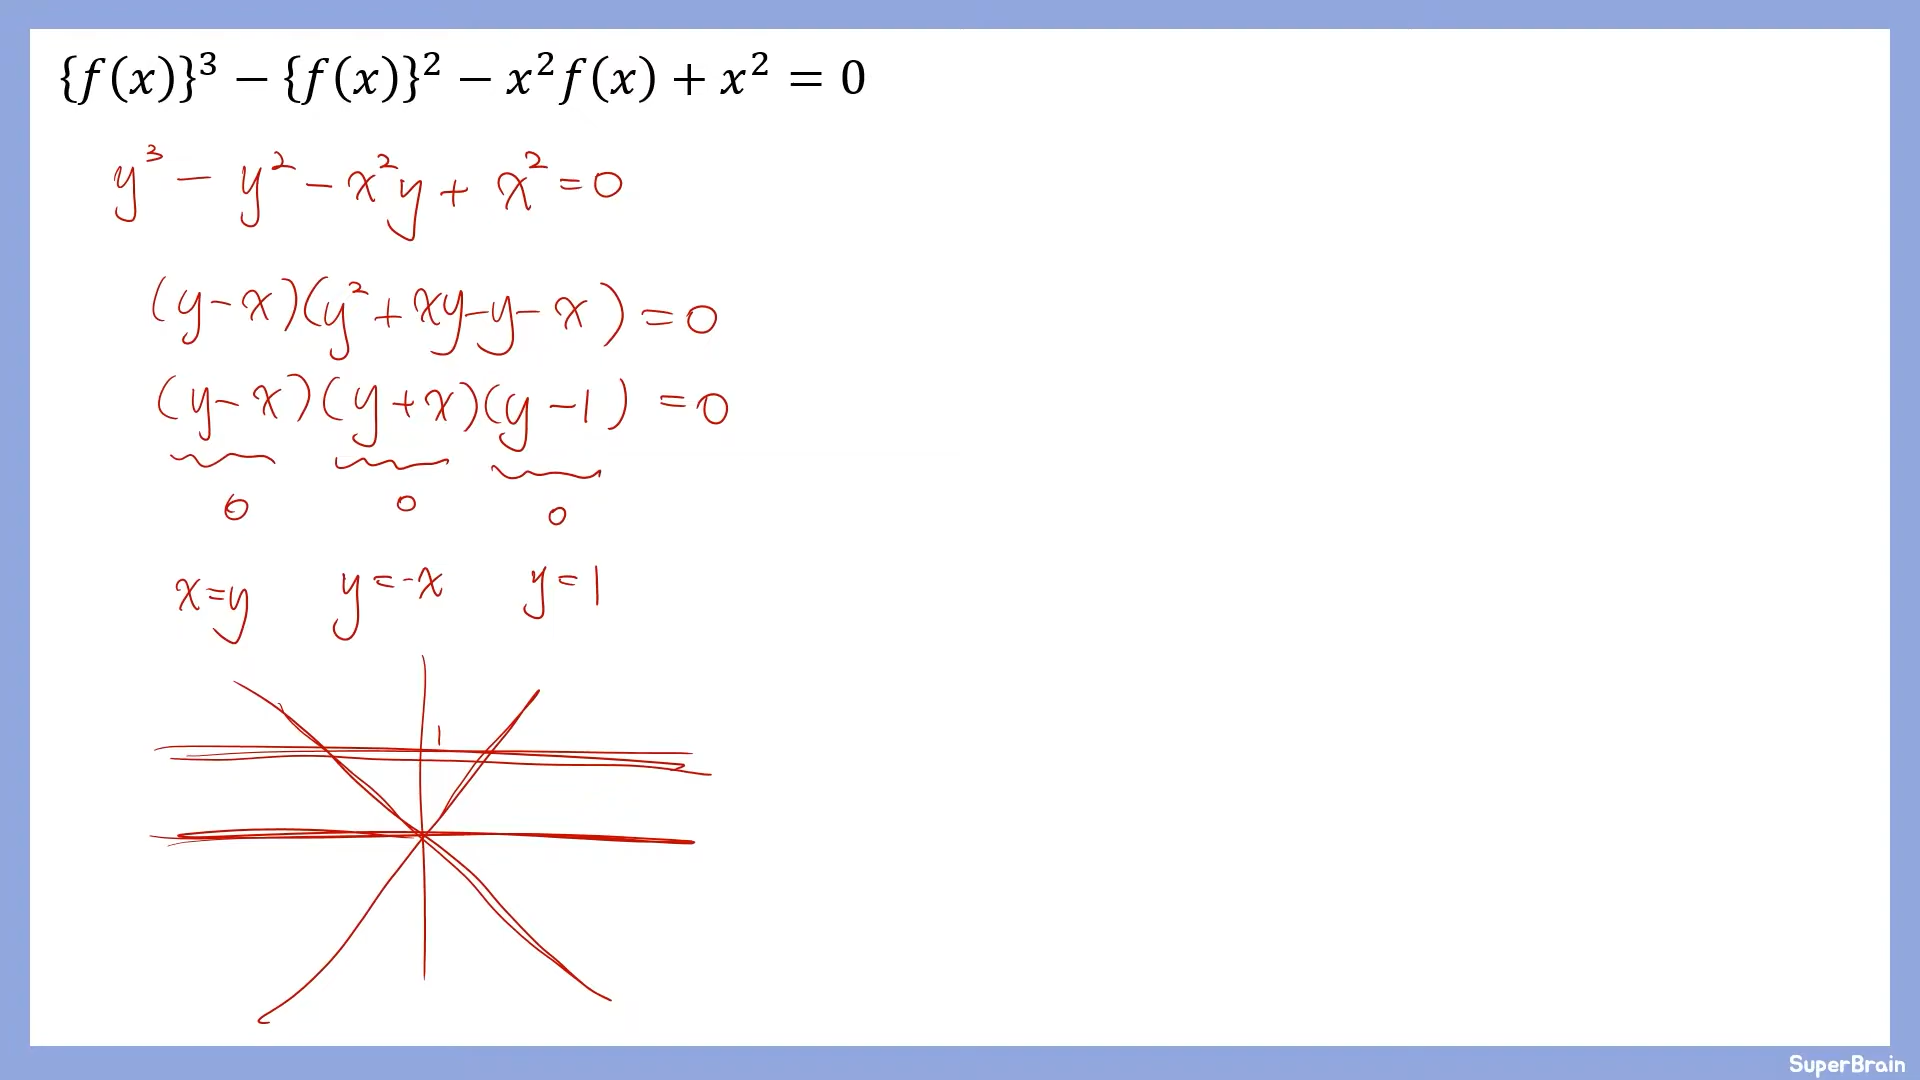 {f(x)}³ − {f(x)}² − x²f(x) + x² = 0
y³ − y² − x²y + x² = 0
(y−x)(y² + xy−y−x) = 0
(y−x)(y+x)(y−1) = 0
0 0 0
x=y y=-x y=1
1
SuperBrain